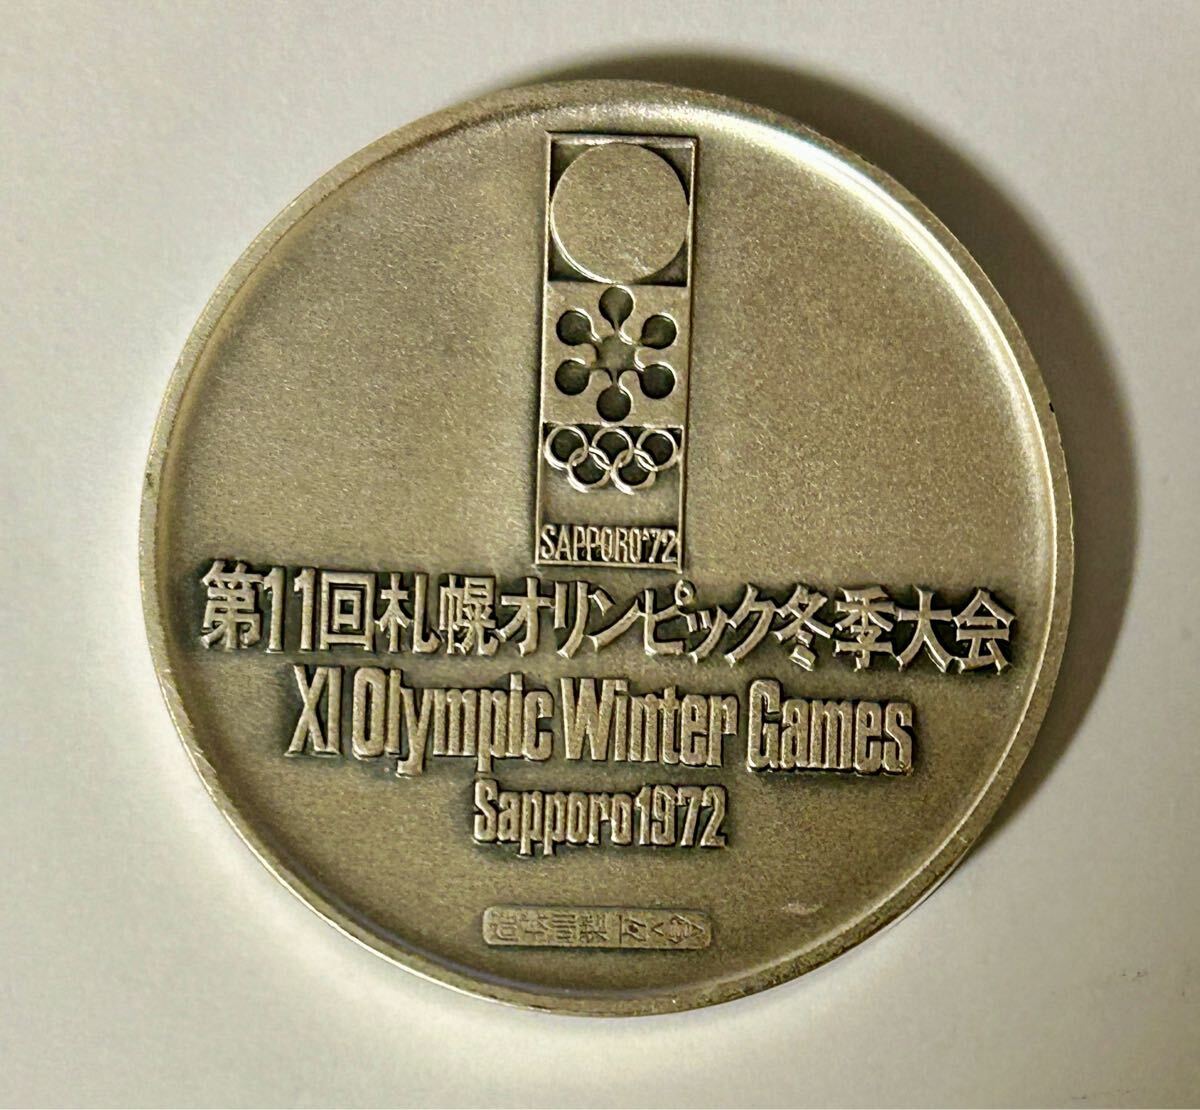 SAPPORO'72
第11回札幌オリンピック冬季大会
XI Olympic Winter Games
Sapporo1972